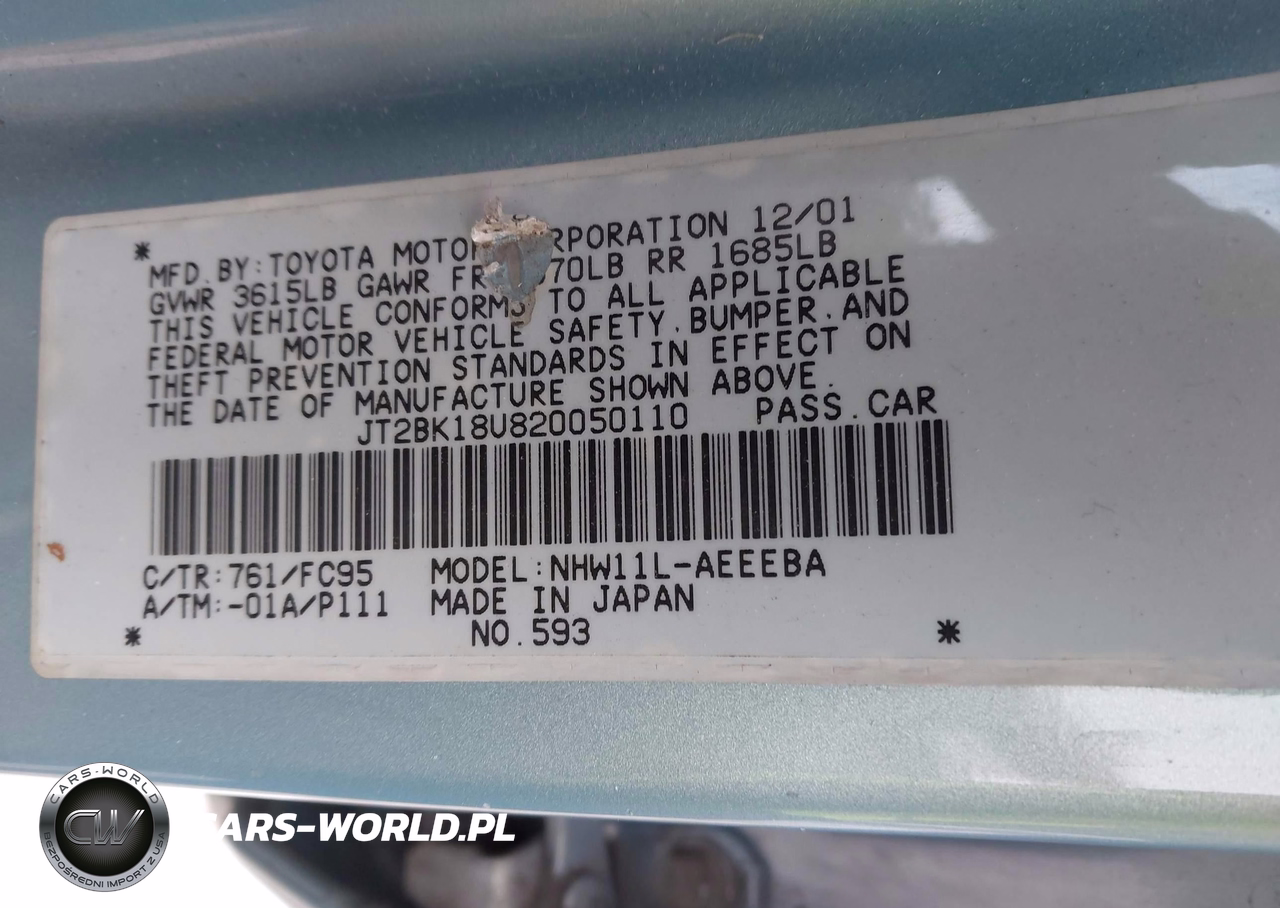 *
MFD. BY: TOYOTA MOTOR CORPORATION 12/01
GVWR 3615LB GAWR FR 70LB RR 1685LB
THIS VEHICLE CONFORMS TO ALL APPLICABLE
FEDERAL MOTOR VEHICLE SAFETY. BUMPER. AND
THEFT PREVENTION STANDARDS IN EFFECT ON
THE DATE OF MANUFACTURE SHOWN ABOVE.
JT2BK18U820050110 PASS. CAR
C/TR:761/FC95 MODEL:NHW11L-AEEEBA
A/TM:-01A/P111 MADE IN JAPAN
* NO. 593 *
CARS-WORLD
CW
BEZPOŚREDNI IMPORT Z USA
CARS-WORLD.PL